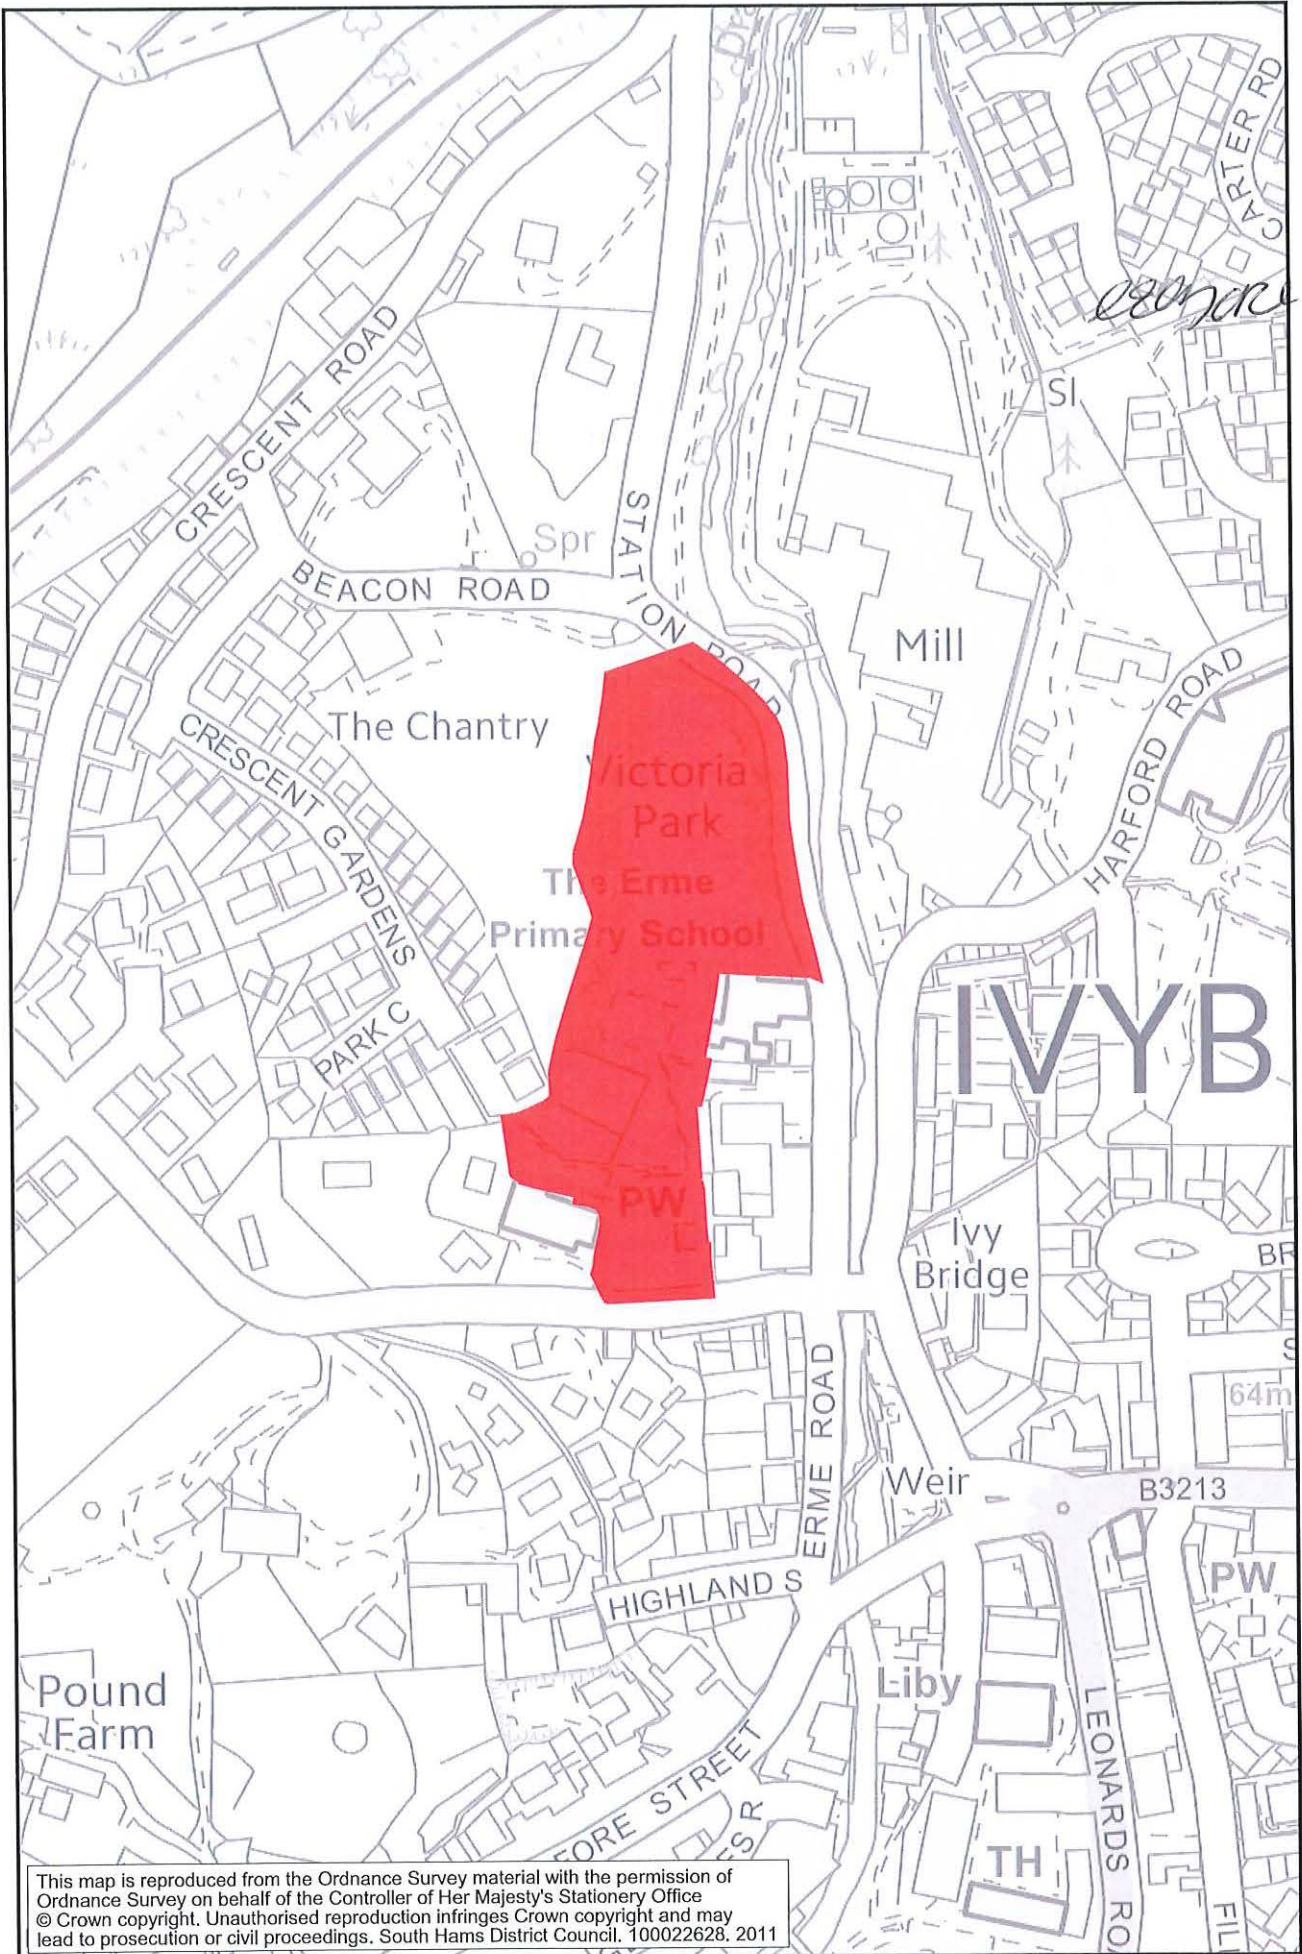 CARTER RD
CRESCENT ROAD
SI
Spr
STATION ROAD
BEACON ROAD
Mill
HARFORD ROAD
The Chantry
Victoria
Park
CRESCENT GARDENS
The Erme
Primary School
IVYB
PARK C
PW
Ivy
Bridge
BR
S
64m
ERME ROAD
Weir
B3213
HIGHLAND S
PW
Pound
Farm
Liby
LEONARDS RO
FORE STREET
ES R
TH
FIL
This map is reproduced from the Ordnance Survey material with the permission of
Ordnance Survey on behalf of the Controller of Her Majesty's Stationery Office
© Crown copyright. Unauthorised reproduction infringes Crown copyright and may
lead to prosecution or civil proceedings. South Hams District Council. 100022628. 2011